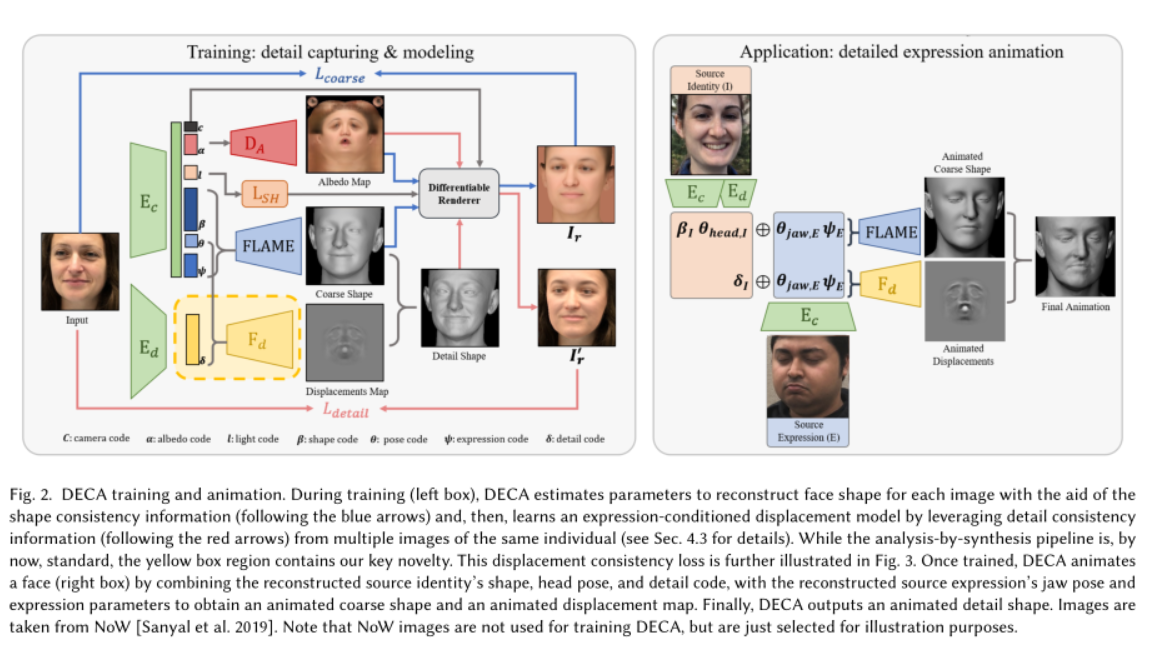 Training: detail capturing & modeling
L_coarse
c
α
D_A
Albedo Map
l
L_SH
Differentiable
Renderer
E_c
β
θ
FLAME
ψ
I_r
Input
Coarse Shape
E_d
F_d
δ
Detail Shape
I'_r
Displacements Map
L_detail
C: camera code α: albedo code l: light code β: shape code θ: pose code ψ: expression code δ: detail code
Application: detailed expression animation
Source
Identity (I)
E_c E_d
Animated
Coarse Shape
β_I θ_head,I ⊕ θ_jaw,E ψ_E FLAME
δ_I ⊕ θ_jaw,E ψ_E F_d
Final Animation
E_c
Animated
Displacements
Source
Expression (E)
Fig. 2. DECA training and animation. During training (left box), DECA estimates parameters to reconstruct face shape for each image with the aid of the
shape consistency information (following the blue arrows) and, then, learns an expression-conditioned displacement model by leveraging detail consistency
information (following the red arrows) from multiple images of the same individual (see Sec. 4.3 for details). While the analysis-by-synthesis pipeline is, by
now, standard, the yellow box region contains our key novelty. This displacement consistency loss is further illustrated in Fig. 3. Once trained, DECA animates
a face (right box) by combining the reconstructed source identity's shape, head pose, and detail code, with the reconstructed source expression's jaw pose and
expression parameters to obtain an animated coarse shape and an animated displacement map. Finally, DECA outputs an animated detail shape. Images are
taken from NoW [Sanyal et al. 2019]. Note that NoW images are not used for training DECA, but are just selected for illustration purposes.